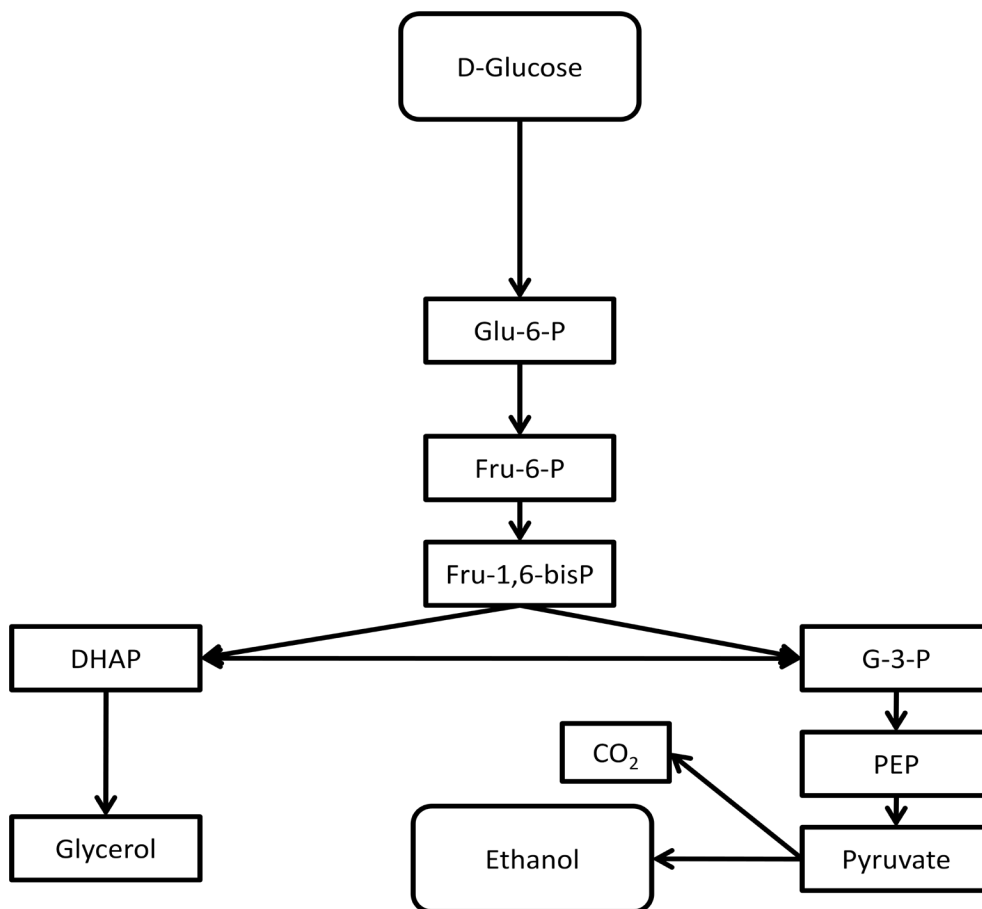 D-Glucose
Glu-6-P
Fru-6-P
Fru-1,6-bisP
DHAP
G-3-P
CO₂
PEP
Glycerol
Ethanol
Pyruvate